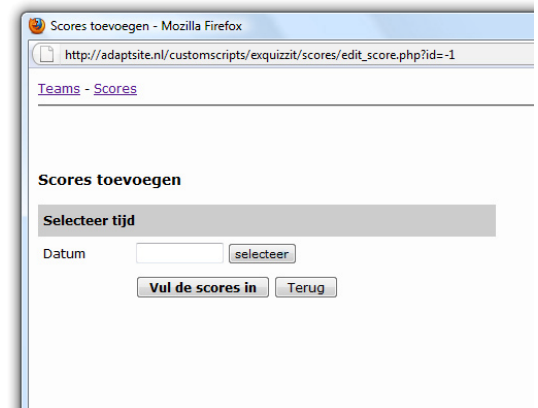 Scores toevoegen - Mozilla Firefox
http://adaptsite.nl/customscripts/exquizzit/scores/edit_score.php?id=-1
Teams - Scores
Scores toevoegen
Selecteer tijd
Datum selecteer
Vul de scores in Terug